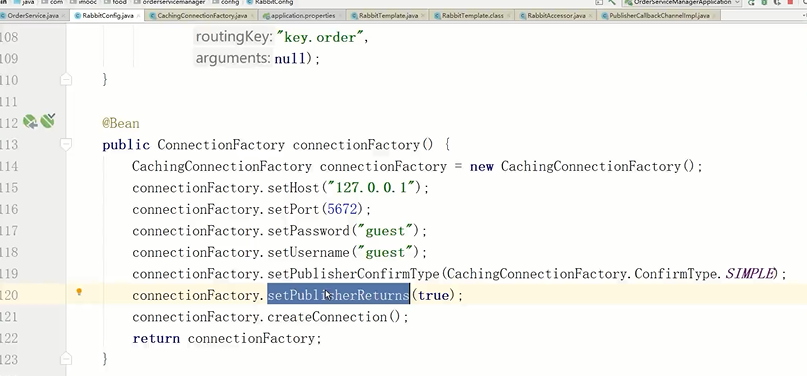 java com imooc food orderservicemanager config RabbitConfig OrderServiceManagerApplication
OrderService.java RabbitConfig.java CachingConnectionFactory.java application.properties RabbitTemplate.java RabbitTemplate.class RabbitAccessor.java PublisherCallbackChannelImpl.java
108 routingKey: "key.order",
109 arguments: null);
110 }
111
112 @Bean
113 public ConnectionFactory connectionFactory() {
114 CachingConnectionFactory connectionFactory = new CachingConnectionFactory();
115 connectionFactory.setHost("127.0.0.1");
116 connectionFactory.setPort(5672);
117 connectionFactory.setPassword("guest");
118 connectionFactory.setUsername("guest");
119 connectionFactory.setPublisherConfirmType(CachingConnectionFactory.ConfirmType.SIMPLE);
120 connectionFactory.setPublisherReturns(true);
121 connectionFactory.createConnection();
122 return connectionFactory;
123 }